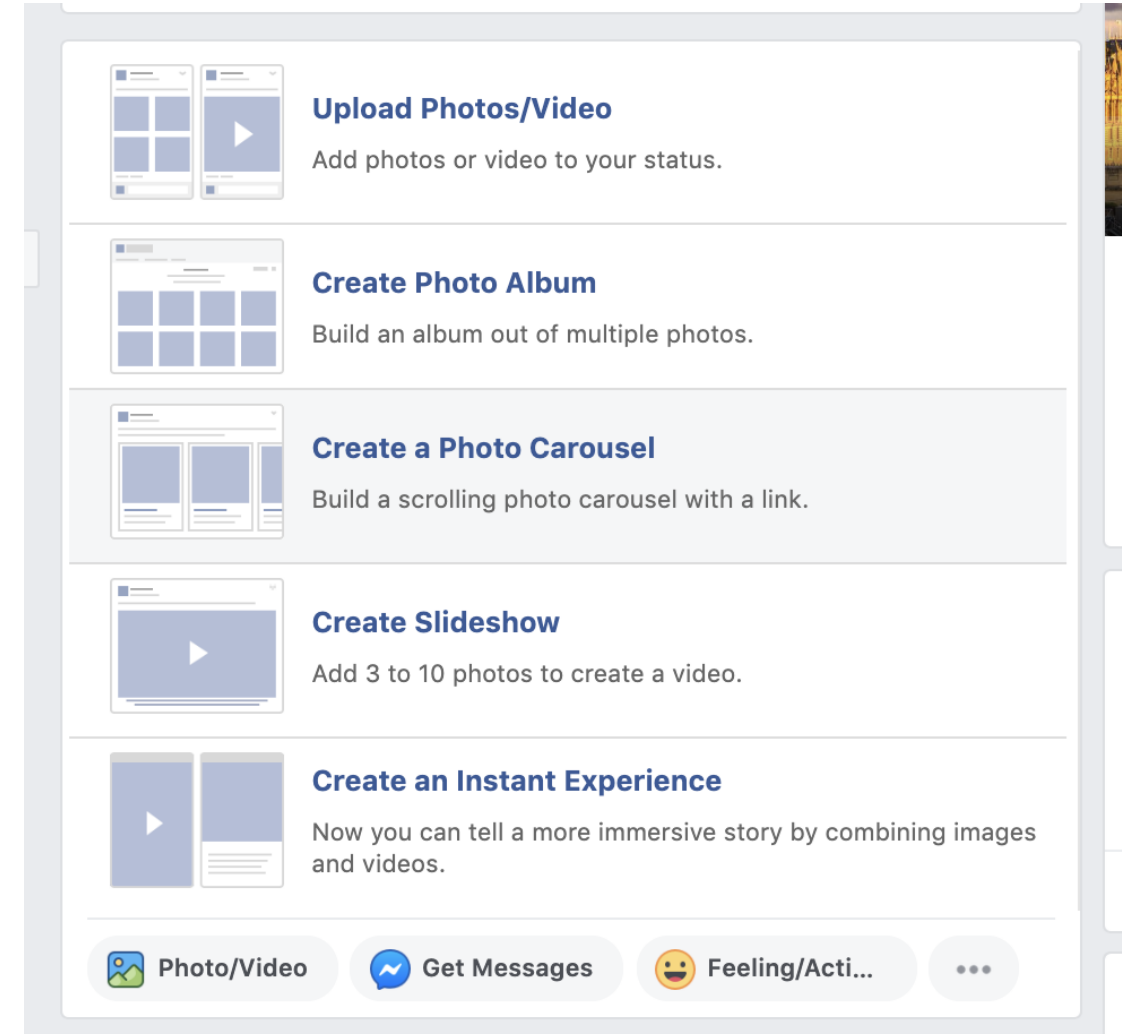 Upload Photos/Video
Add photos or video to your status.
Create Photo Album
Build an album out of multiple photos.
Create a Photo Carousel
Build a scrolling photo carousel with a link.
Create Slideshow
Add 3 to 10 photos to create a video.
Create an Instant Experience
Now you can tell a more immersive story by combining images
and videos.
Photo/Video
Get Messages
Feeling/Acti...